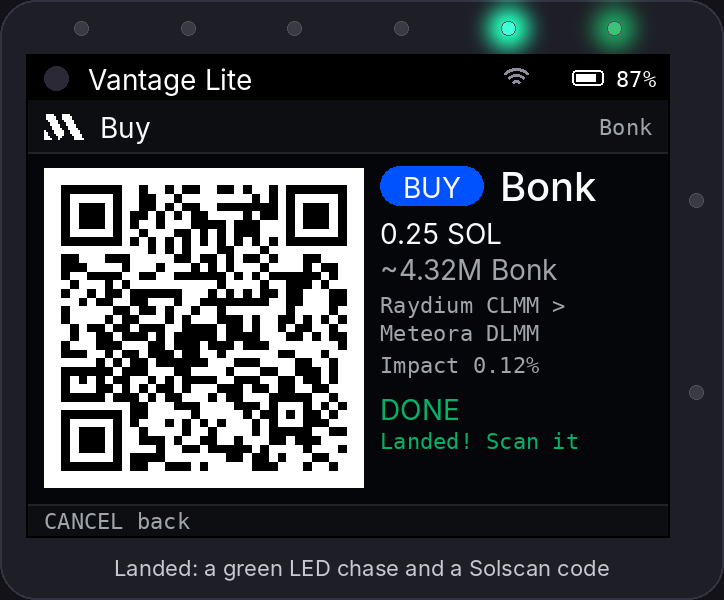 Vantage Lite
87%
Buy
Bonk
BUY Bonk
0.25 SOL
~4.32M Bonk
Raydium CLMM >
Meteora DLMM
Impact 0.12%
DONE
Landed! Scan it
CANCEL back
Landed: a green LED chase and a Solscan code